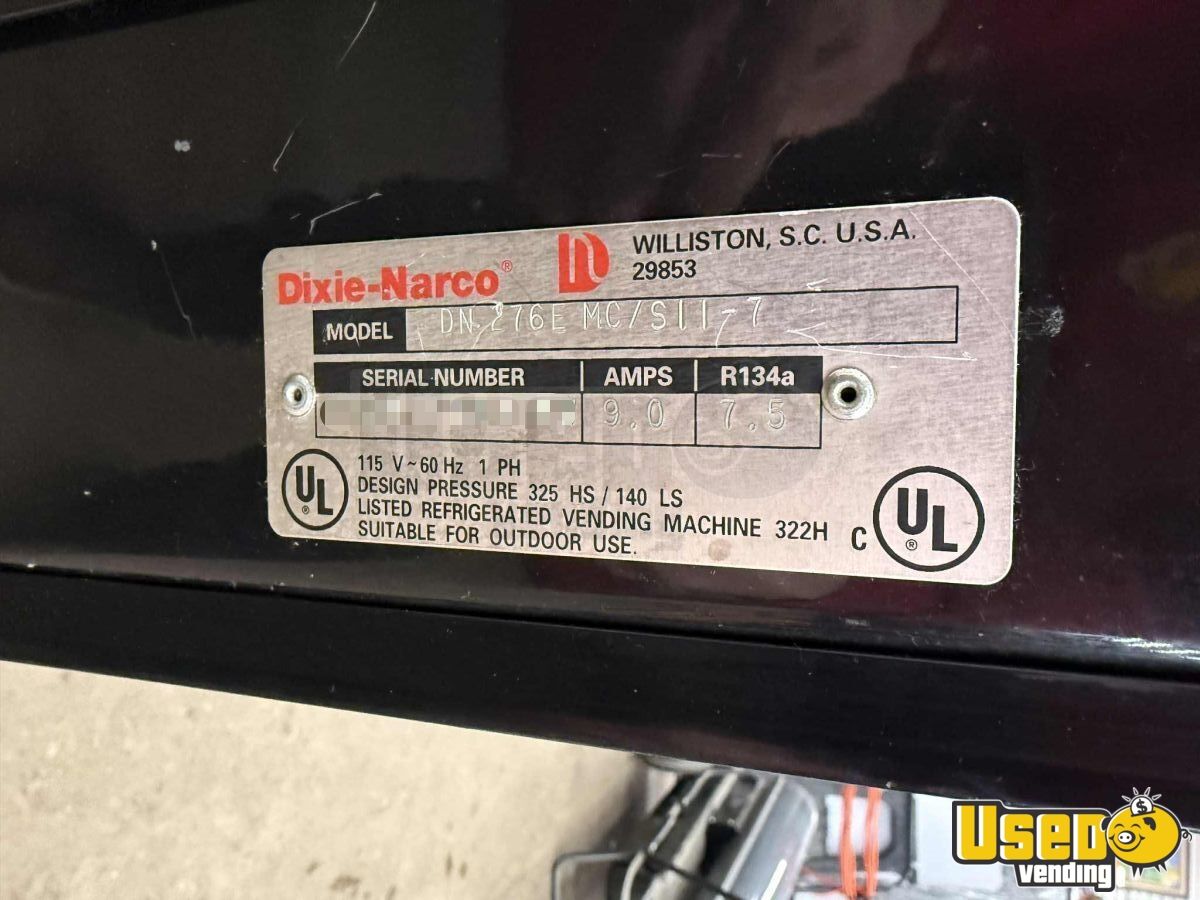 Dixie-Narco®
WILLISTON, S.C. U.S.A.
29853
MODEL DN 276E MC/SII-7
SERIAL NUMBER AMPS R134a
9.0 7.5
115 V~60 Hz 1 PH
DESIGN PRESSURE 325 HS / 140 LS
LISTED REFRIGERATED VENDING MACHINE 322H
SUITABLE FOR OUTDOOR USE.
UL®
C UL®
USED
Vending